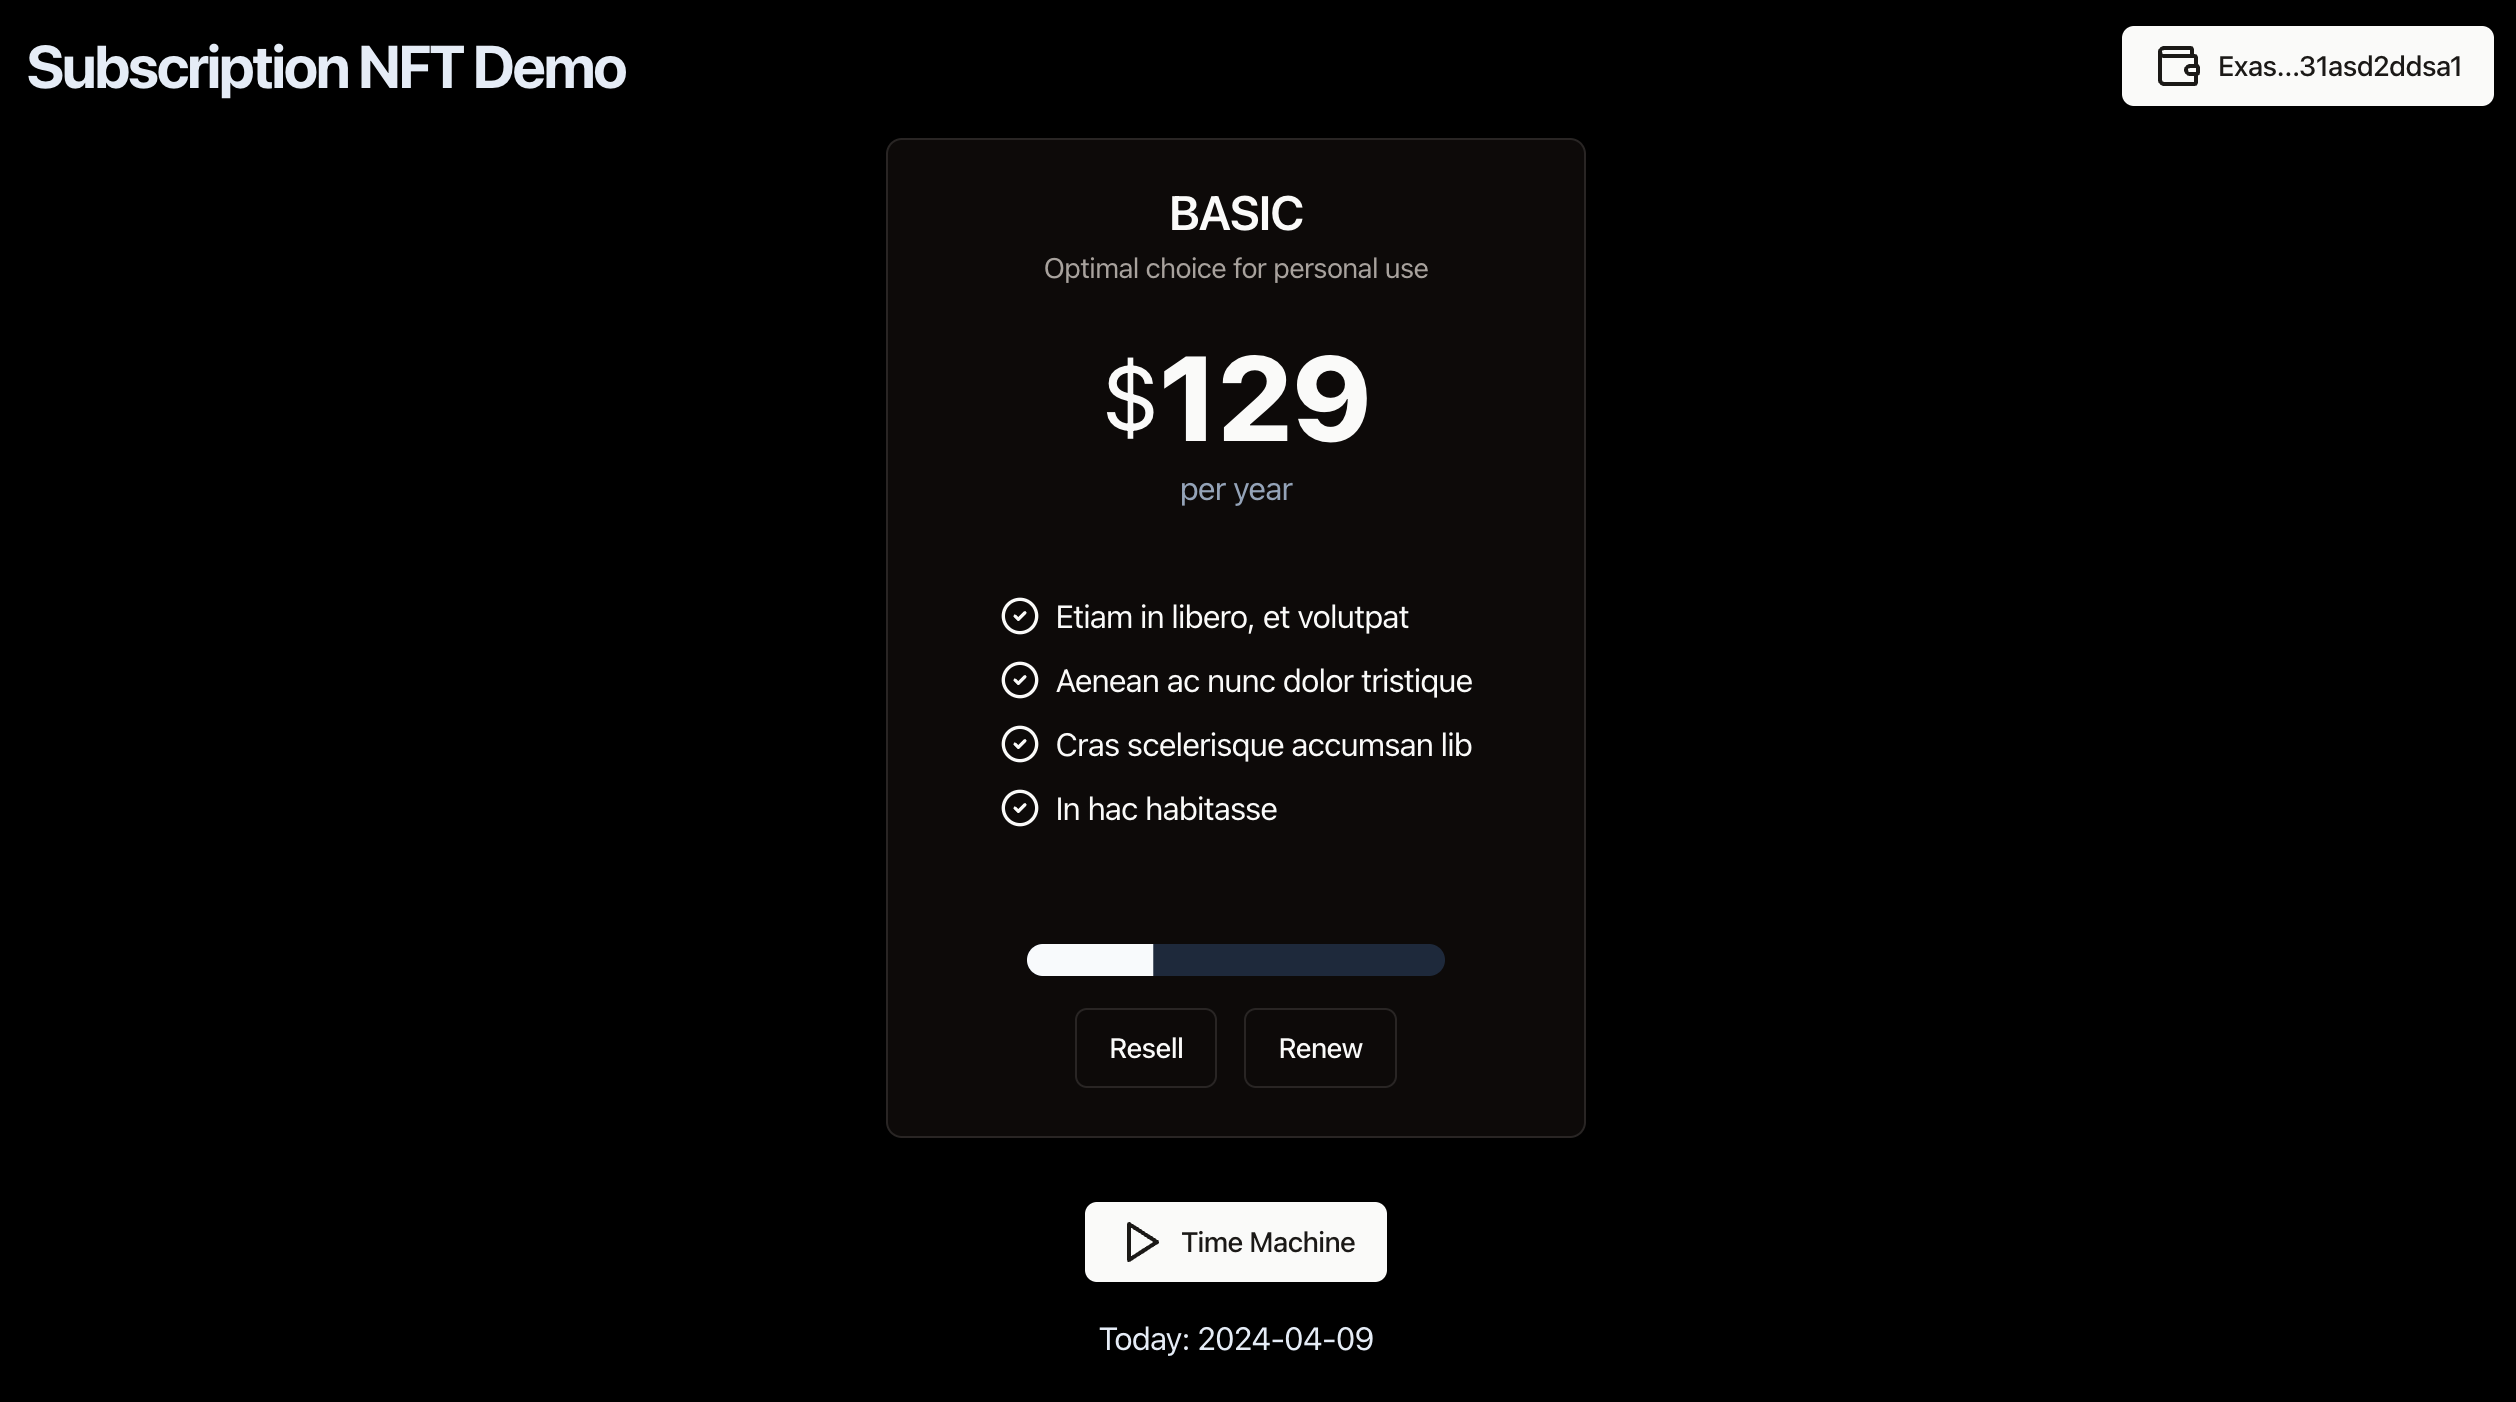 Subscription NFT Demo
Exas...31asd2ddsa1
BASIC
Optimal choice for personal use
$129
per year
Etiam in libero, et volutpat
Aenean ac nunc dolor tristique
Cras scelerisque accumsan lib
In hac habitasse
Resell
Renew
Time Machine
Today: 2024-04-09